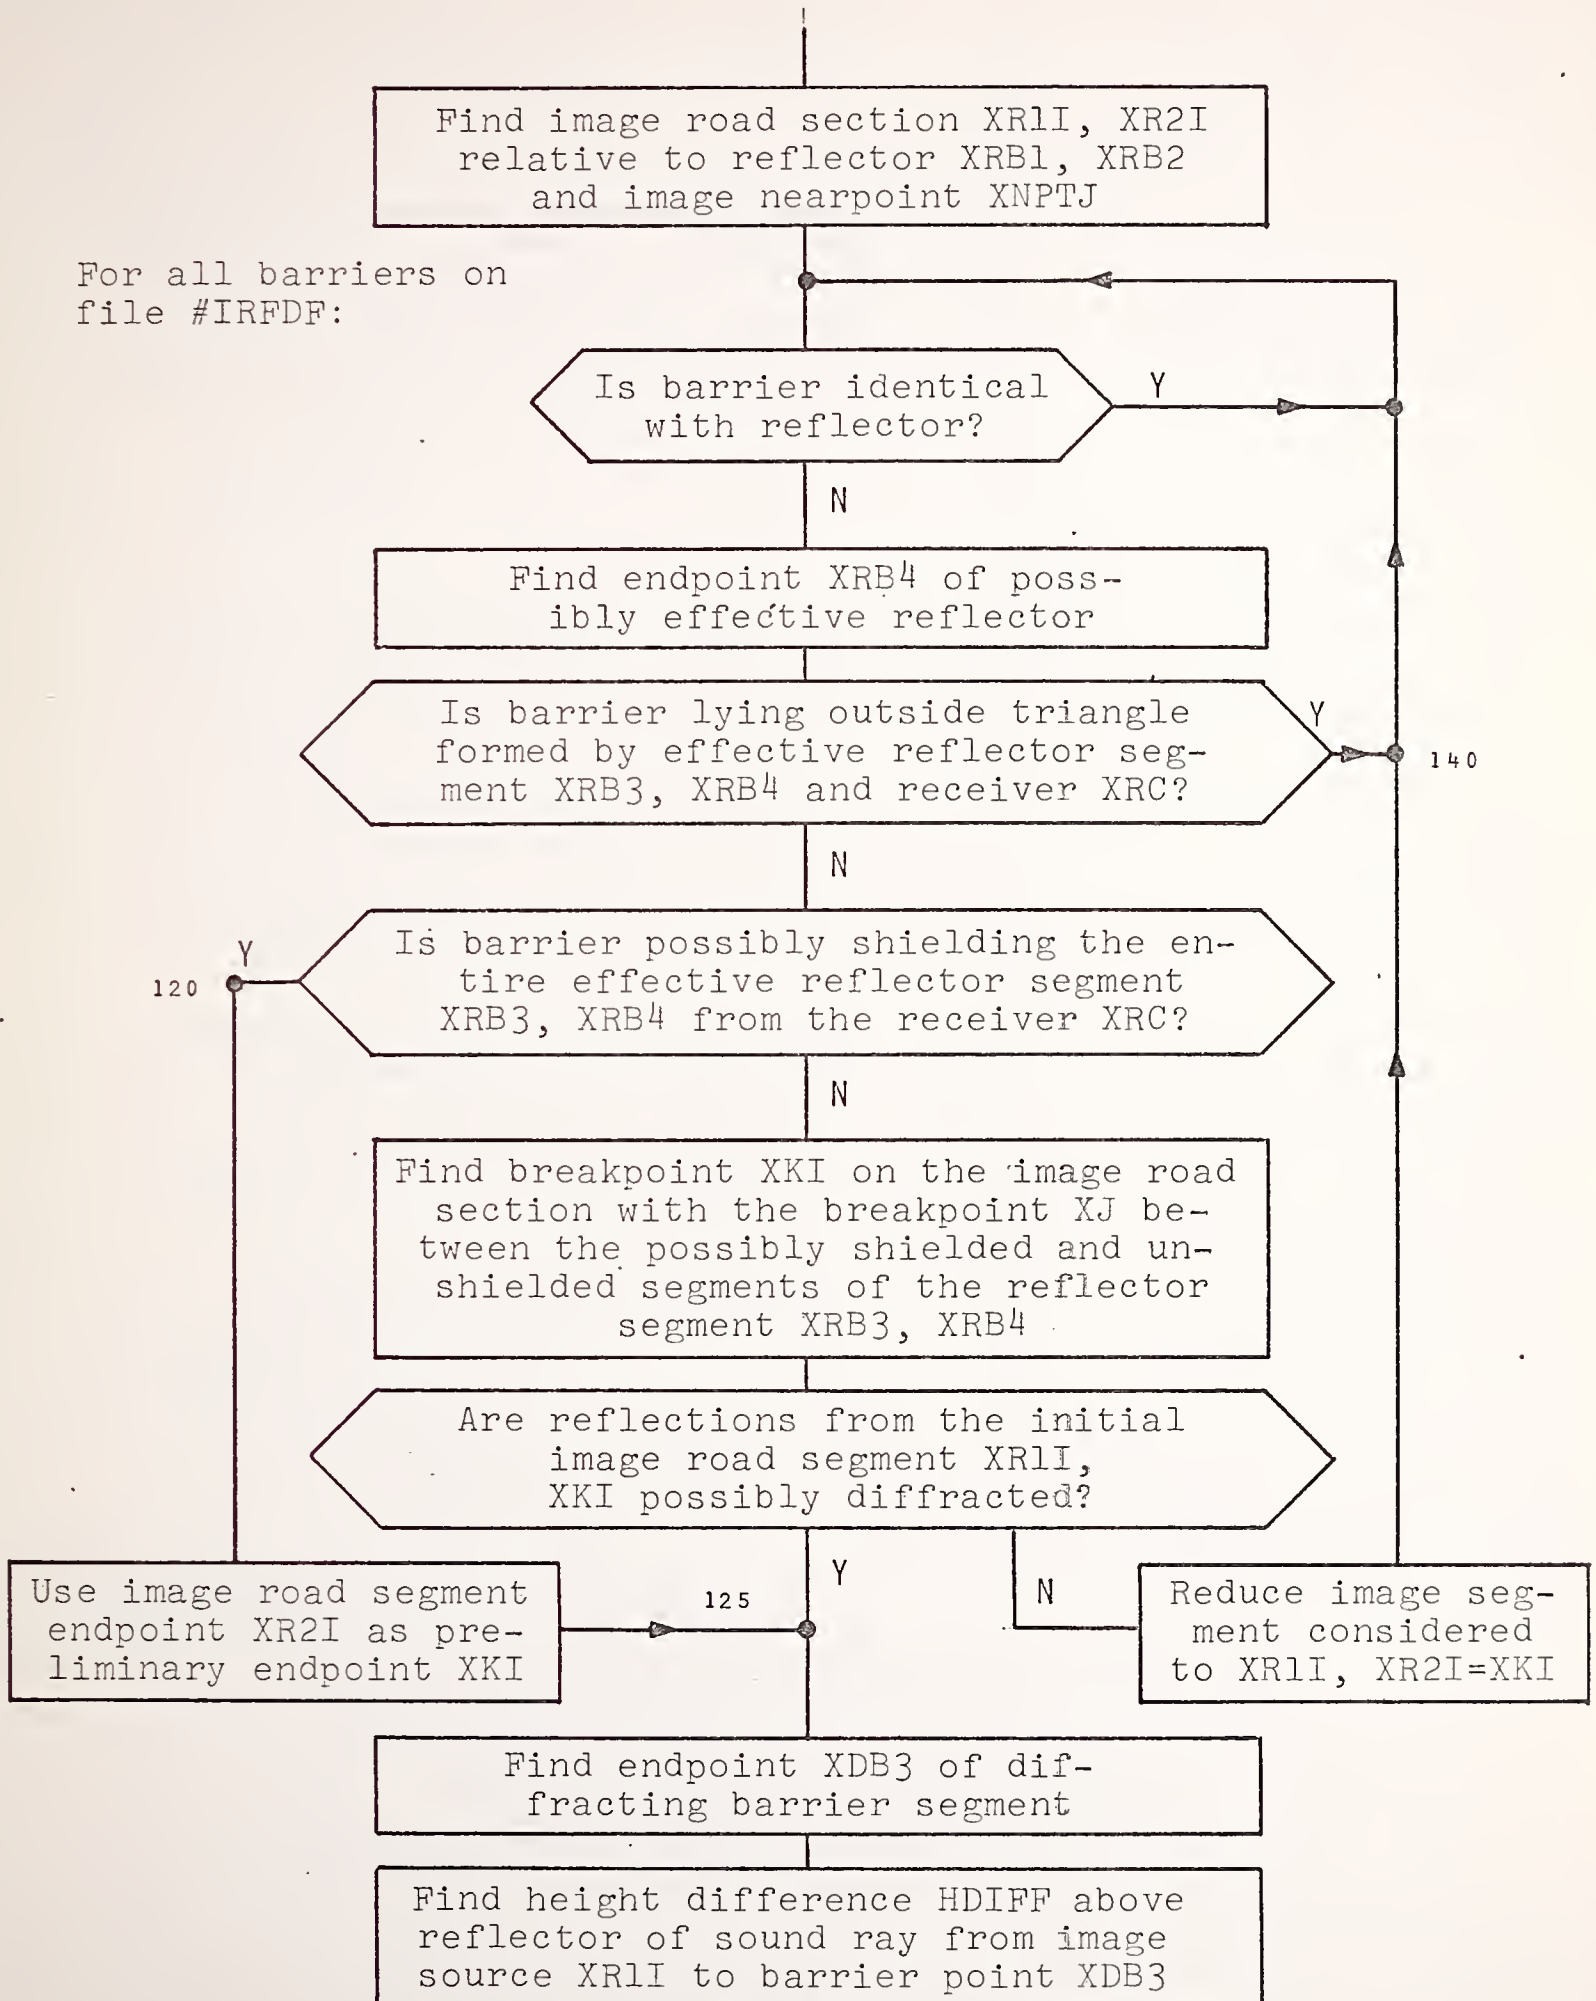 Find image road section XR1I, XR2I
relative to reflector XRB1, XRB2
and image nearpoint XNPTJ
For all barriers on
file #IRFDF:
Is barrier identical
with reflector?
Y
N
Find endpoint XRB4 of poss-
ibly effective reflector
Is barrier lying outside triangle
formed by effective reflector seg-
ment XRB3, XRB4 and receiver XRC?
Y
140
N
Is barrier possibly shielding the en-
tire effective reflector segment
XRB3, XRB4 from the receiver XRC?
Y
120
N
Find breakpoint XKI on the image road
section with the breakpoint XJ be-
tween the possibly shielded and un-
shielded segments of the reflector
segment XRB3, XRB4
Are reflections from the initial
image road segment XR1I,
XKI possibly diffracted?
Y
N
Use image road segment
endpoint XR2I as pre-
liminary endpoint XKI
125
Reduce image seg-
ment considered
to XR1I, XR2I=XKI
Find endpoint XDB3 of dif-
fracting barrier segment
Find height difference HDIFF above
reflector of sound ray from image
source XR1I to barrier point XDB3